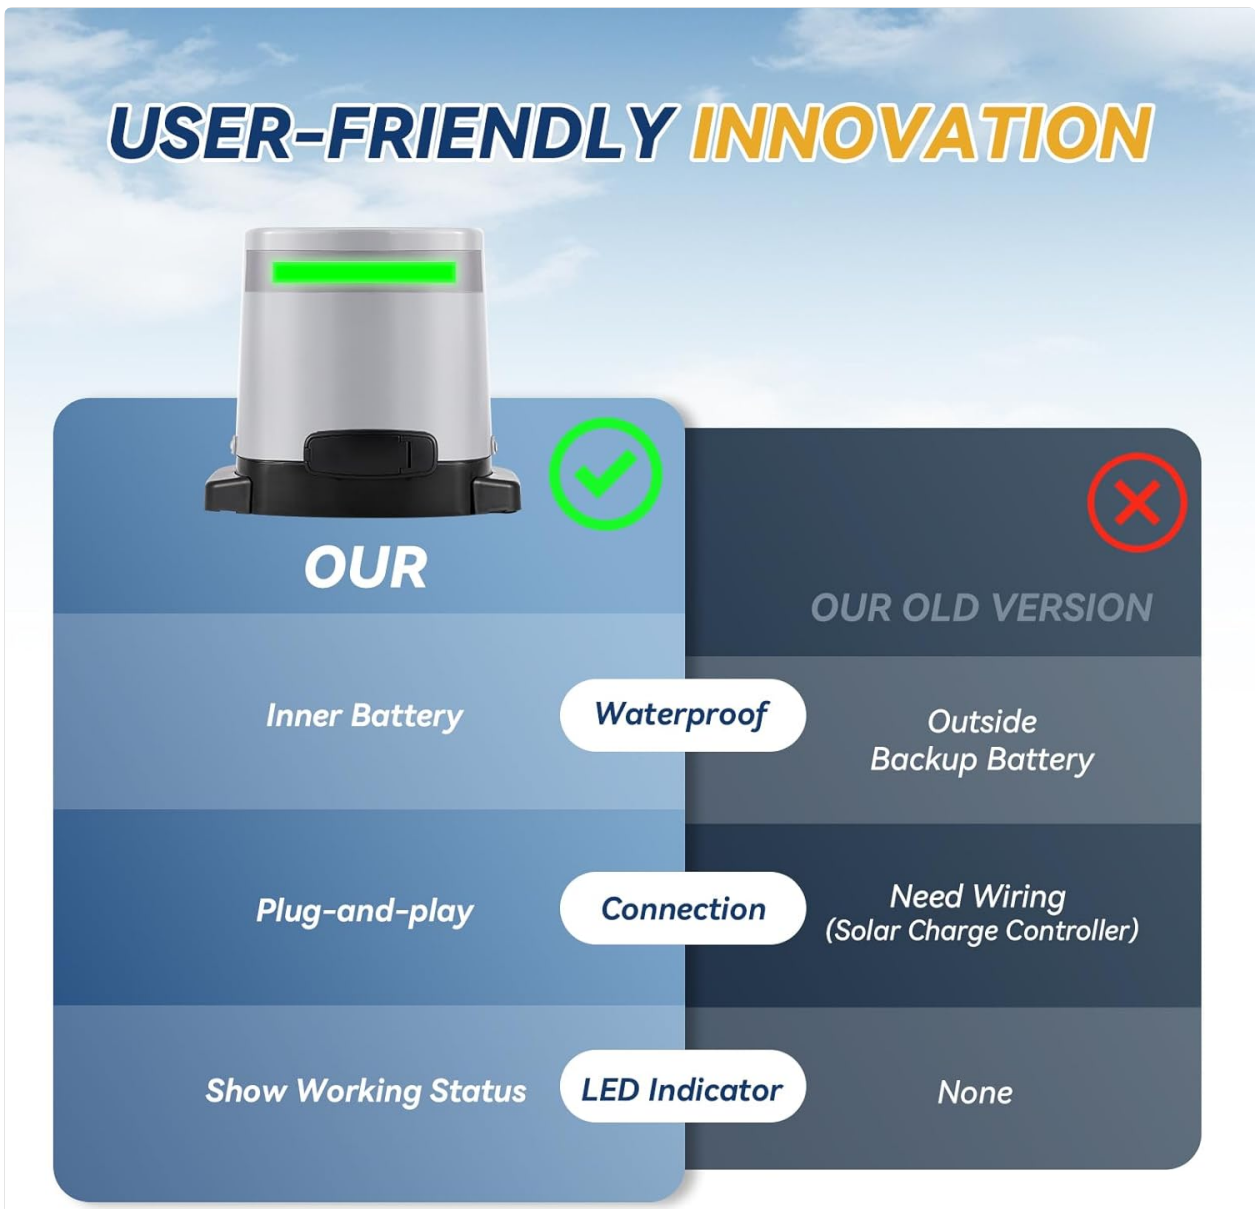 USER-FRIENDLY INNOVATION
OUR
OUR OLD VERSION
Inner Battery
Waterproof
Outside
Backup Battery
Plug-and-play
Connection
Need Wiring
(Solar Charge Controller)
Show Working Status
LED Indicator
None